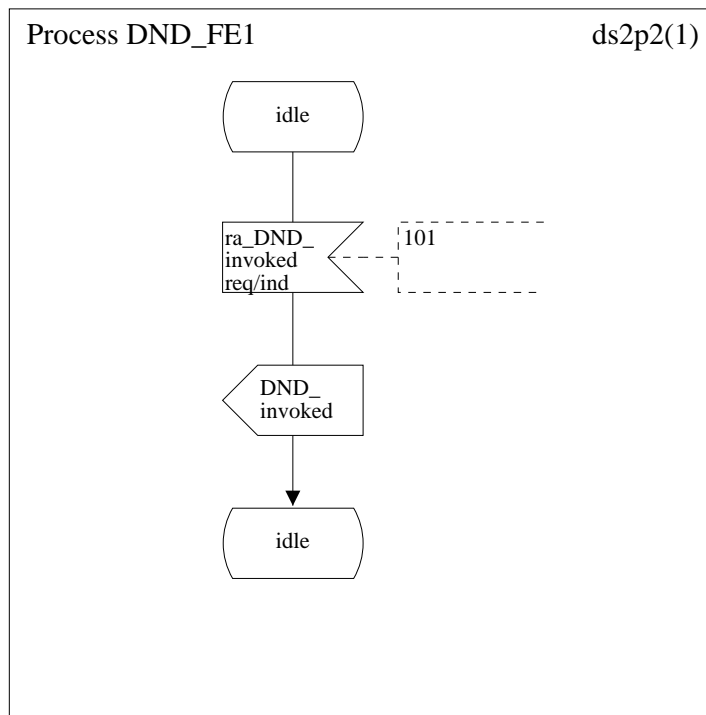 Process DND_FE1 ds2p2(1)
idle
ra_DND_
invoked
req/ind
101
DND_
invoked
idle